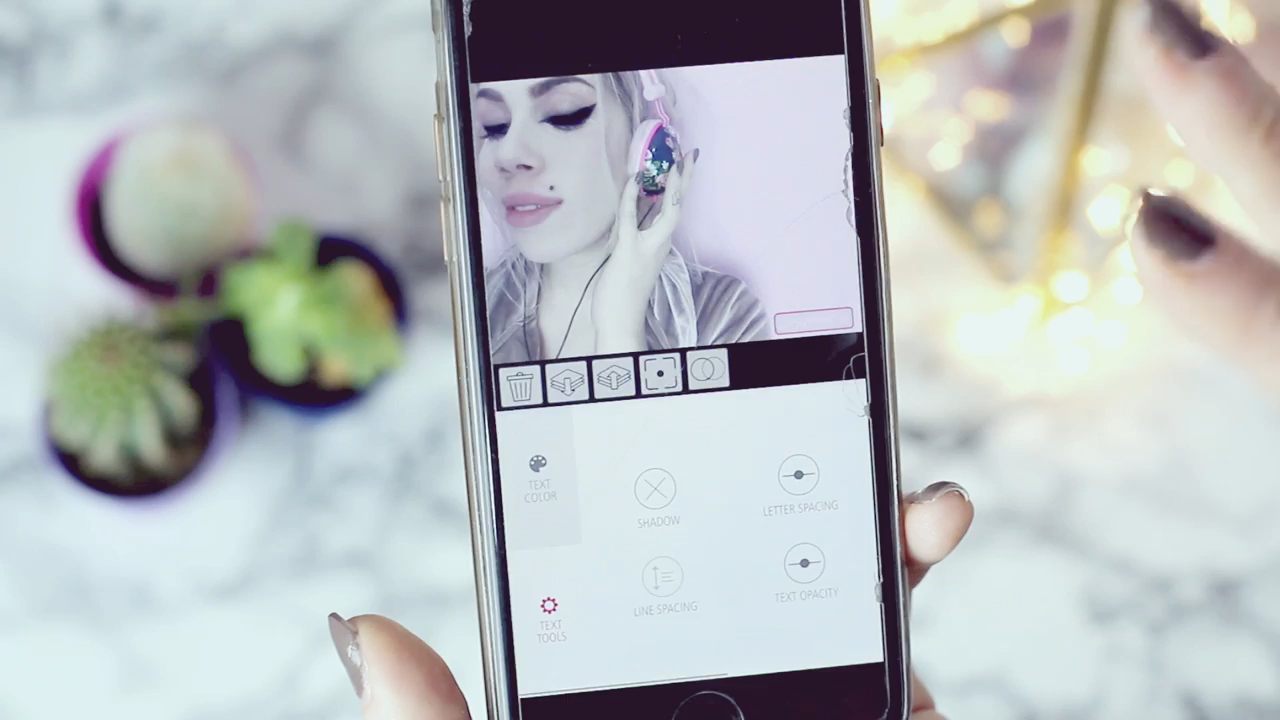 TEXT
COLOR
SHADOW
LETTER SPACING
LINE SPACING
TEXT OPACITY
TEXT
TOOLS